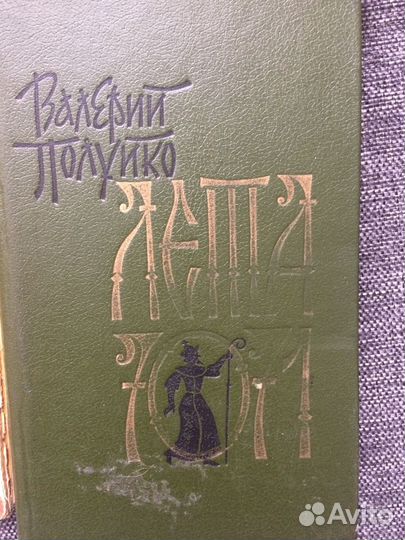 Валерий
Полуйко
ЛЕТА
7071
Avito